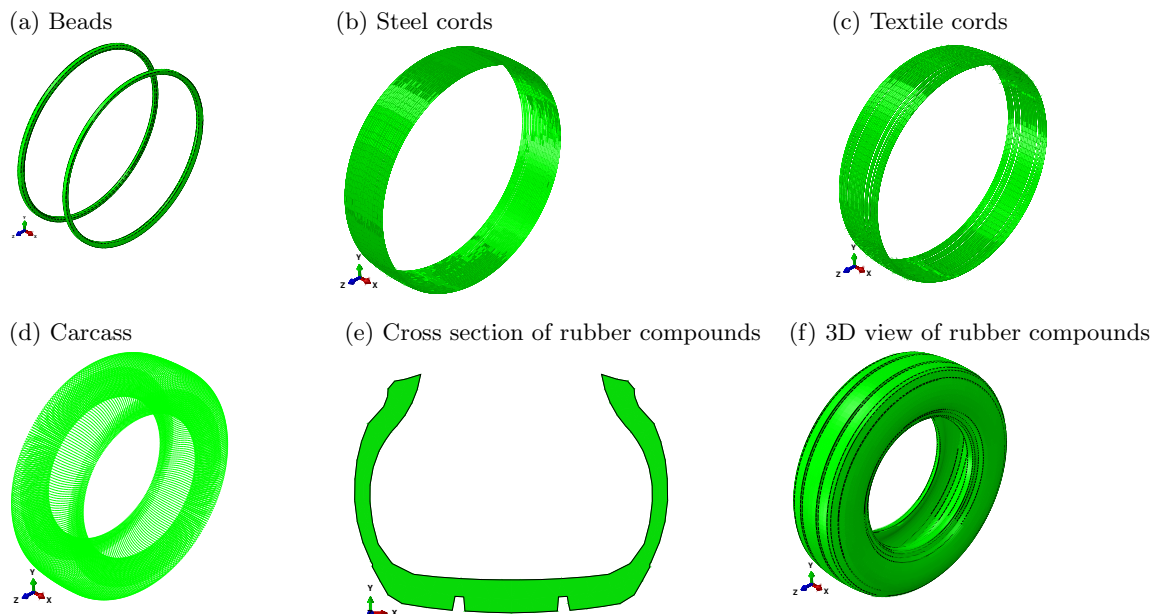 (a) Beads
(b) Steel cords
(c) Textile cords
Y
Z X
Y
Z X
Y
Z X
(d) Carcass
(e) Cross section of rubber compounds
(f) 3D view of rubber compounds
Y
Z X
Y
Z X